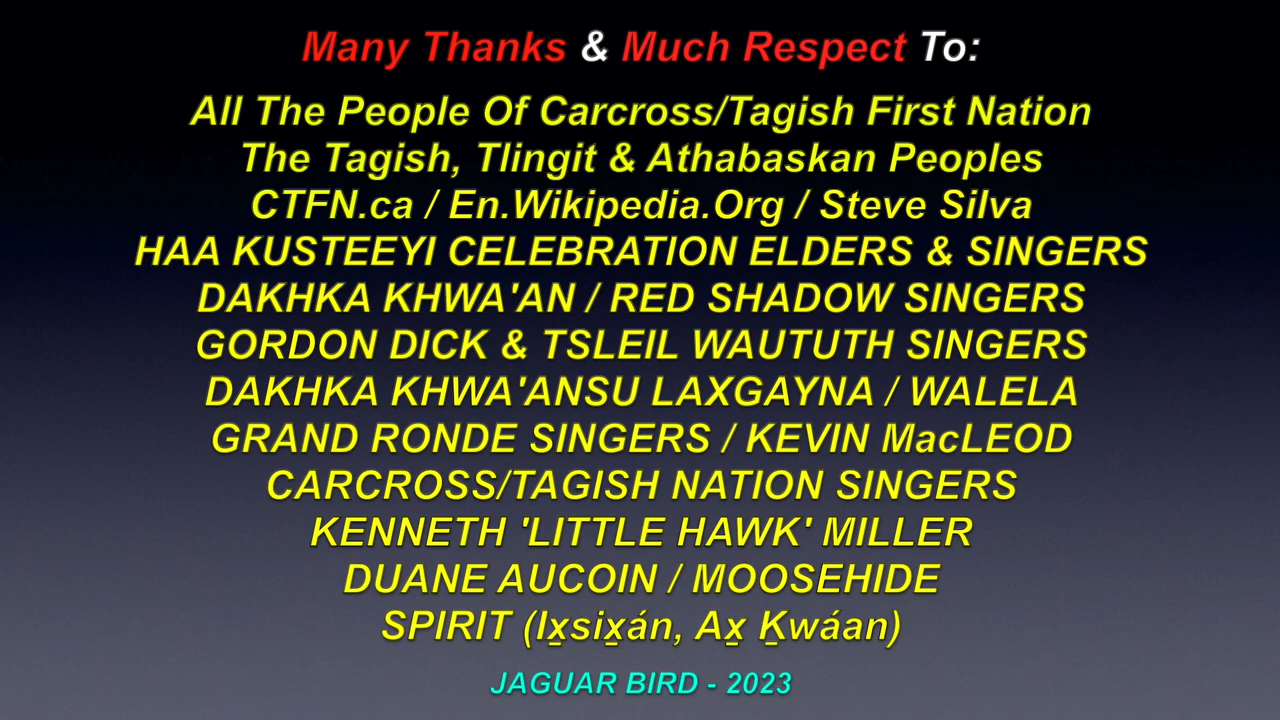 Many Thanks & Much Respect To:
All The People Of Carcross/Tagish First Nation
The Tagish, Tlingit & Athabaskan Peoples
CTFN.ca / En.Wikipedia.Org / Steve Silva
HAA KUSTEEYI CELEBRATION ELDERS & SINGERS
DAKHKA KHWA'AN / RED SHADOW SINGERS
GORDON DICK & TSLEIL WAUTUTH SINGERS
DAKHKA KHWA'ANSU LAXGAYNA / WALELA
GRAND RONDE SINGERS / KEVIN MacLEOD
CARCROSS/TAGISH NATION SINGERS
KENNETH 'LITTLE HAWK' MILLER
DUANE AUCOIN / MOOSEHIDE
SPIRIT (Ix̱six̱án, Ax̱ Ḵwáan)
JAGUAR BIRD - 2023